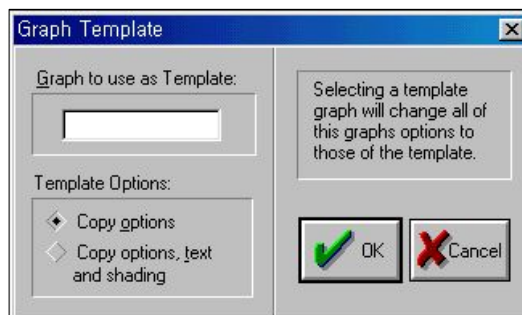 Graph Template
Graph to use as Template:
Selecting a template
graph will change all of
this graphs options to
those of the template.
Template Options:
Copy options
Copy options, text
and shading
OK
Cancel